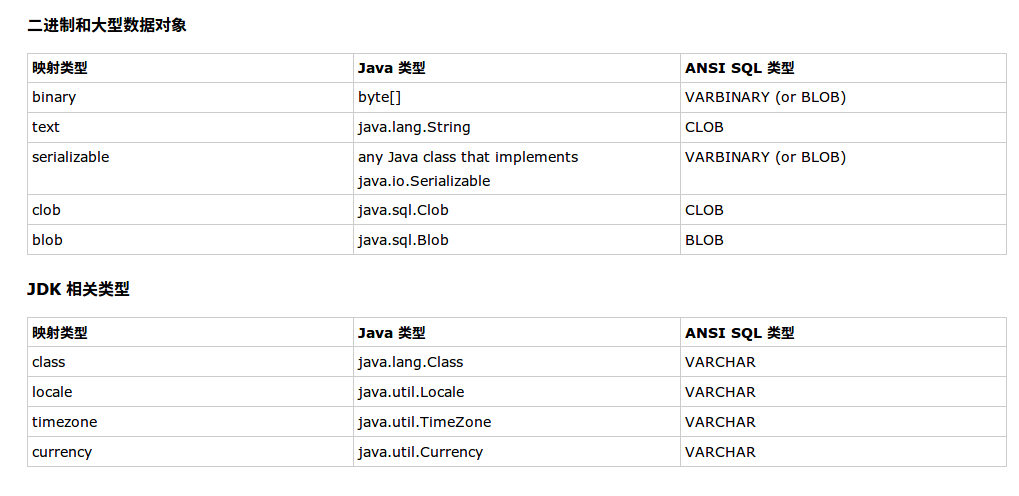 二进制和大型数据对象
映射类型 Java 类型 ANSI SQL 类型
binary byte[] VARBINARY (or BLOB)
text java.lang.String CLOB
serializable any Java class that implements VARBINARY (or BLOB)
java.io.Serializable
clob java.sql.Clob CLOB
blob java.sql.Blob BLOB
JDK 相关类型
映射类型 Java 类型 ANSI SQL 类型
class java.lang.Class VARCHAR
locale java.util.Locale VARCHAR
timezone java.util.TimeZone VARCHAR
currency java.util.Currency VARCHAR